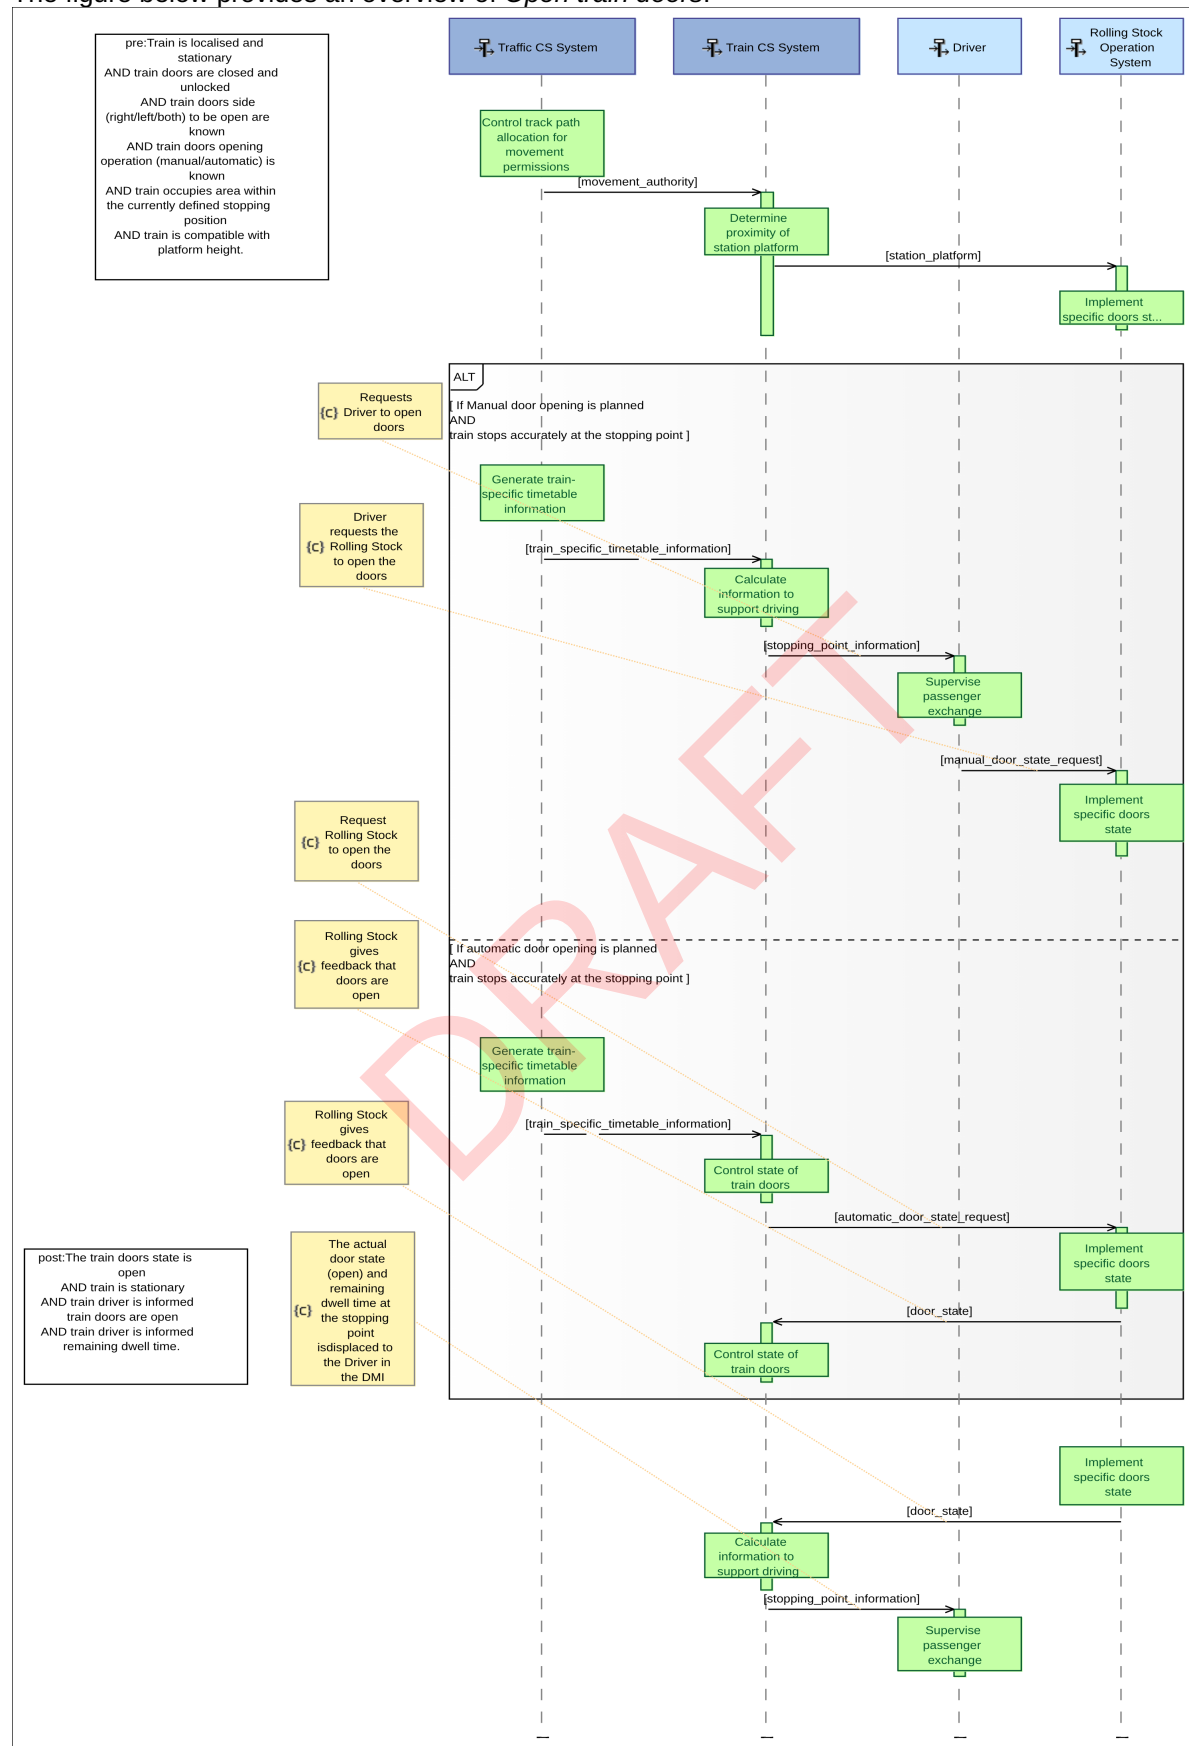 The figure below provides an overview of Open train doors.
Traffic CS System
Train CS System
Driver
Rolling Stock
Operation
System
pre:Train is localised and
stationary
AND train doors are closed and
unlocked
AND train doors side
(right/left/both) to be open are
known
AND train doors opening
operation (manual/automatic) is
known
AND train occupies area within
the currently defined stopping
position
AND train is compatible with
platform height.
Control track path
allocation for
movement
permissions
[movement_authority]
Determine
proximity of
station platform
[station_platform]
Implement
specific doors st...
ALT
[ If Manual door opening is planned
AND
train stops accurately at the stopping point ]
{C} Requests
Driver to open
doors
Generate train-
specific timetable
information
{C} Driver
requests the
Rolling Stock
to open the
doors
[train_specific_timetable_information]
Calculate
information to
support driving
[stopping_point_information]
Supervise
passenger
exchange
[manual_door_state_request]
Implement
specific doors
state
{C} Request
Rolling Stock
to open the
doors
{C} Rolling Stock
gives
feedback that
doors are
open
[ If automatic door opening is planned
AND
train stops accurately at the stopping point ]
Generate train-
specific timetable
information
{C} Rolling Stock
gives
feedback that
doors are
open
[train_specific_timetable_information]
Control state of
train doors
[automatic_door_state_request]
Implement
specific doors
state
post:The train doors state is
open
AND train is stationary
AND train driver is informed
train doors are open
AND train driver is informed
remaining dwell time.
{C} The actual
door state
(open) and
remaining
dwell time at
the stopping
point
isdisplaced to
the Driver in
the DMI
[door_state]
Control state of
train doors
Implement
specific doors
state
[door_state]
Calculate
information to
support driving
[stopping_point_information]
Supervise
passenger
exchange
DRAFT